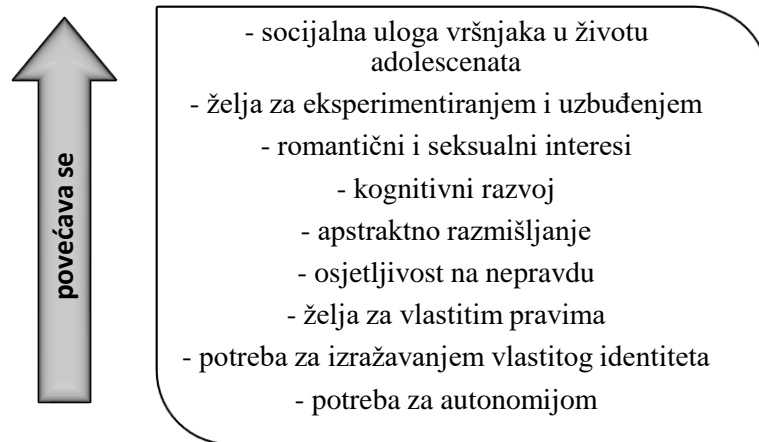 povećava se
- socijalna uloga vršnjaka u životu
adolescenata
- želja za eksperimentiranjem i uzbuđenjem
- romantični i seksualni interesi
- kognitivni razvoj
- apstraktno razmišljanje
- osjetljivost na nepravdu
- želja za vlastitim pravima
- potreba za izražavanjem vlastitog identiteta
- potreba za autonomijom